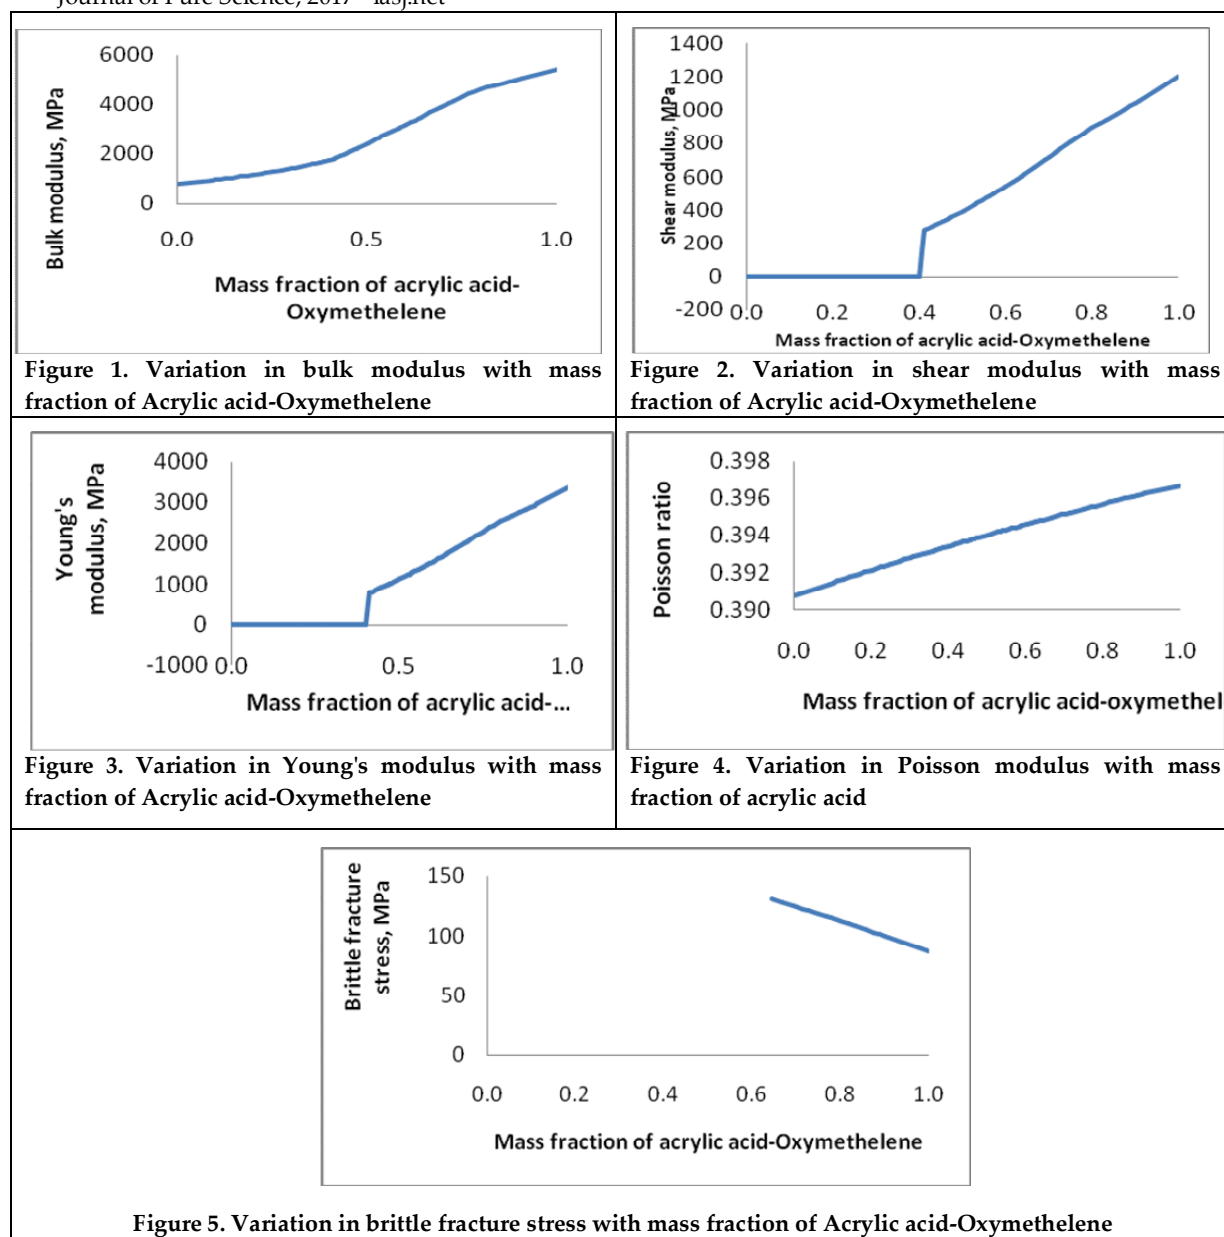 Journal of Pure Science, 2017 - iasj.net
6000
4000
2000
0
0.0 0.5 1.0
Bulk modulus, MPa
Mass fraction of acrylic acid-
Oxymethelene
Figure 1. Variation in bulk modulus with mass
fraction of Acrylic acid-Oxymethelene
1400
1200
1000
800
600
400
200
0
-200
0.0 0.2 0.4 0.6 0.8 1.0
Shear modulus, MPa
Mass fraction of acrylic acid-Oxymethelene
Figure 2. Variation in shear modulus with mass
fraction of Acrylic acid-Oxymethelene
4000
3000
2000
1000
0
-1000
0.0 0.5 1.0
Young's
modulus, MPa
Mass fraction of acrylic acid-...
Figure 3. Variation in Young's modulus with mass
fraction of Acrylic acid-Oxymethelene
0.398
0.396
0.394
0.392
0.390
0.0 0.2 0.4 0.6 0.8 1.0
Poisson ratio
Mass fraction of acrylic acid-oxymethel
Figure 4. Variation in Poisson modulus with mass
fraction of acrylic acid
150
100
50
0
0.0 0.2 0.4 0.6 0.8 1.0
Brittle fracture
stress, MPa
Mass fraction of acrylic acid-Oxymethelene
Figure 5. Variation in brittle fracture stress with mass fraction of Acrylic acid-Oxymethelene